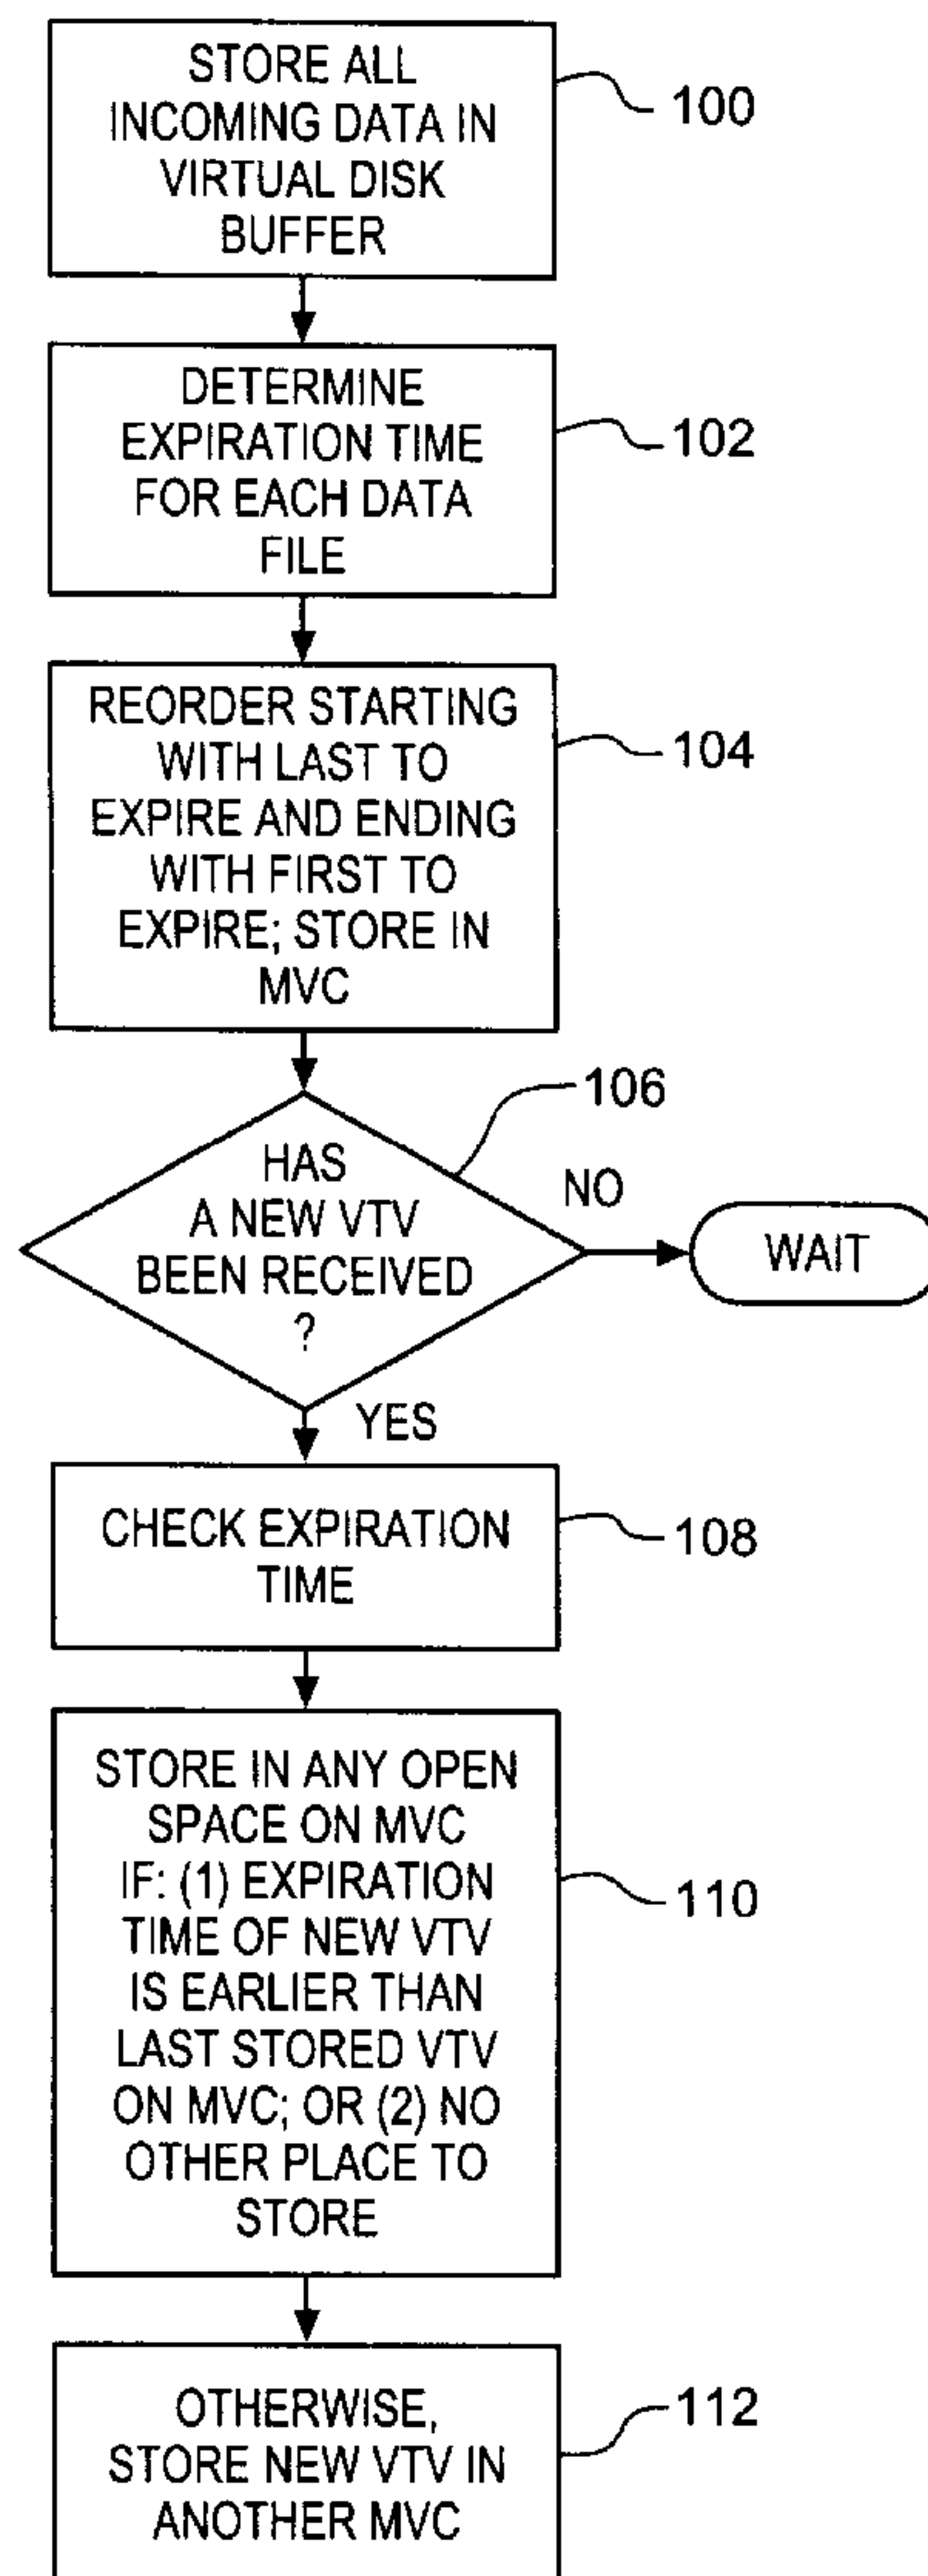 STORE ALL
INCOMING DATA IN
VIRTUAL DISK
BUFFER
100
DETERMINE
EXPIRATION TIME
FOR EACH DATA
FILE
102
REORDER STARTING
WITH LAST TO
EXPIRE AND ENDING
WITH FIRST TO
EXPIRE; STORE IN
MVC
104
HAS
A NEW VTV
BEEN RECEIVED
?
106
NO
WAIT
YES
CHECK EXPIRATION
TIME
108
STORE IN ANY OPEN
SPACE ON MVC
IF: (1) EXPIRATION
TIME OF NEW VTV
IS EARLIER THAN
LAST STORED VTV
ON MVC; OR (2) NO
OTHER PLACE TO
STORE
110
OTHERWISE,
STORE NEW VTV IN
ANOTHER MVC
112